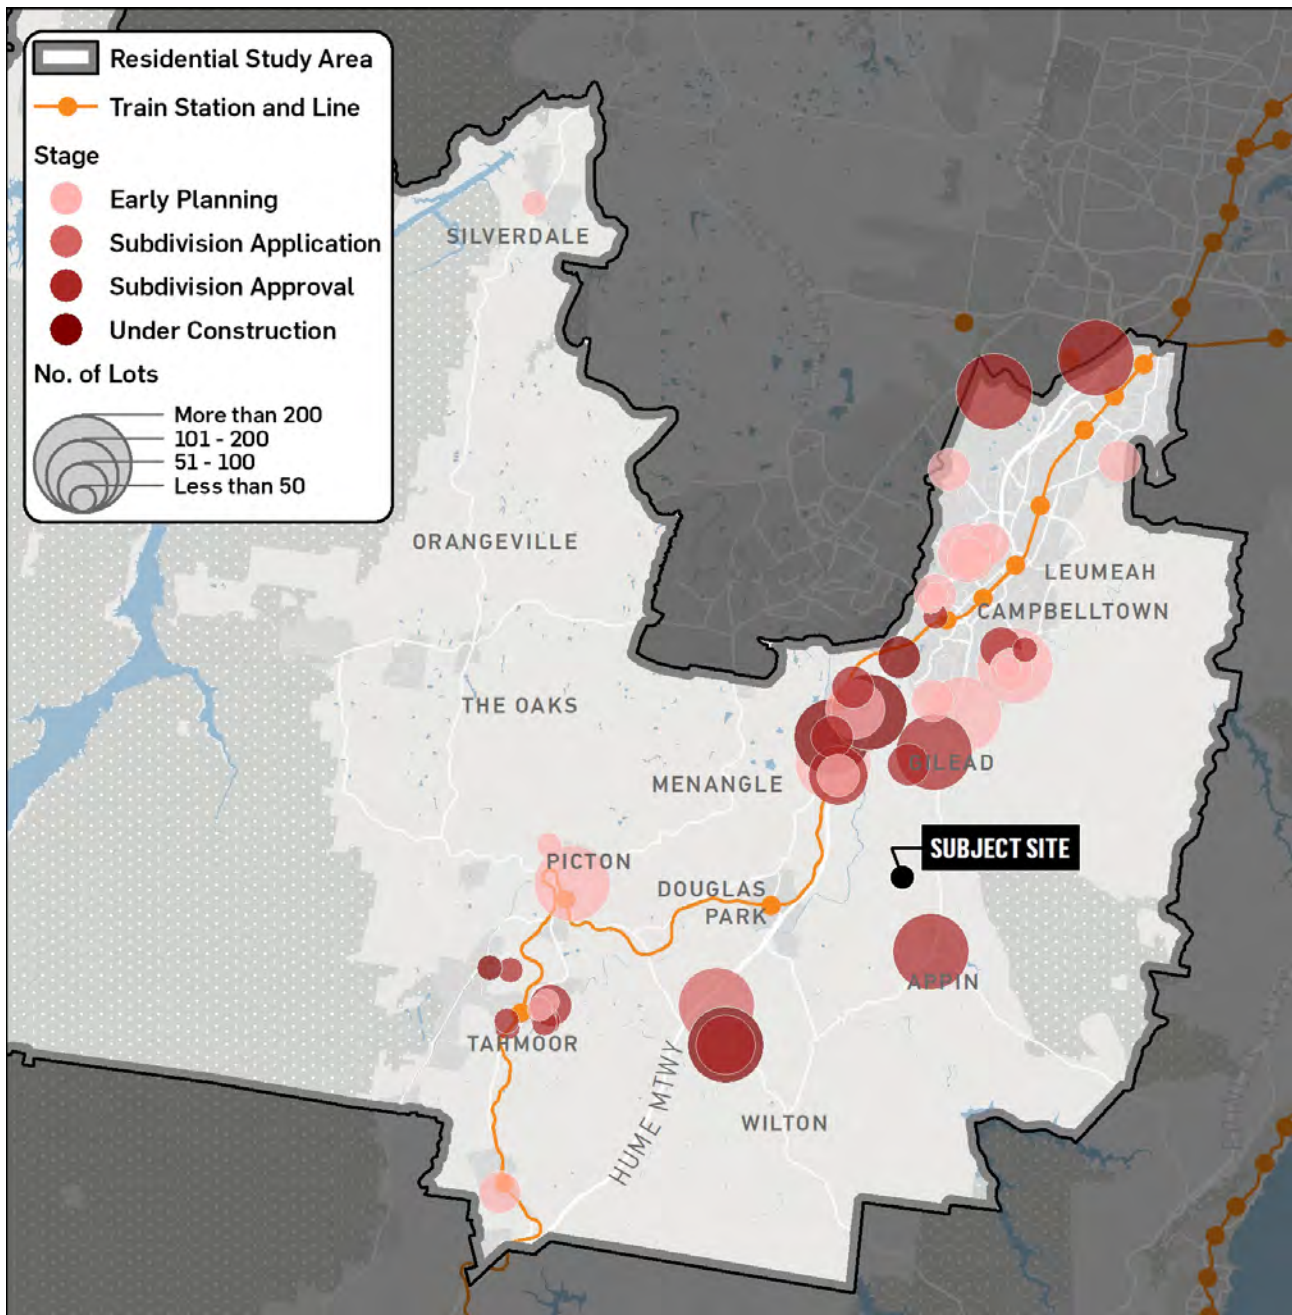 Residential Study Area
Train Station and Line
Stage
Early Planning
Subdivision Application
Subdivision Approval
Under Construction
No. of Lots
More than 200
101 - 200
51 - 100
Less than 50
SILVERDALE
ORANGEVILLE
LEUMEAH
CAMPBELLTOWN
THE OAKS
GILEAD
MENANGLE
SUBJECT SITE
PICTON
DOUGLAS
PARK
APPIN
TAHMOOR
HUME MTWY
WILTON